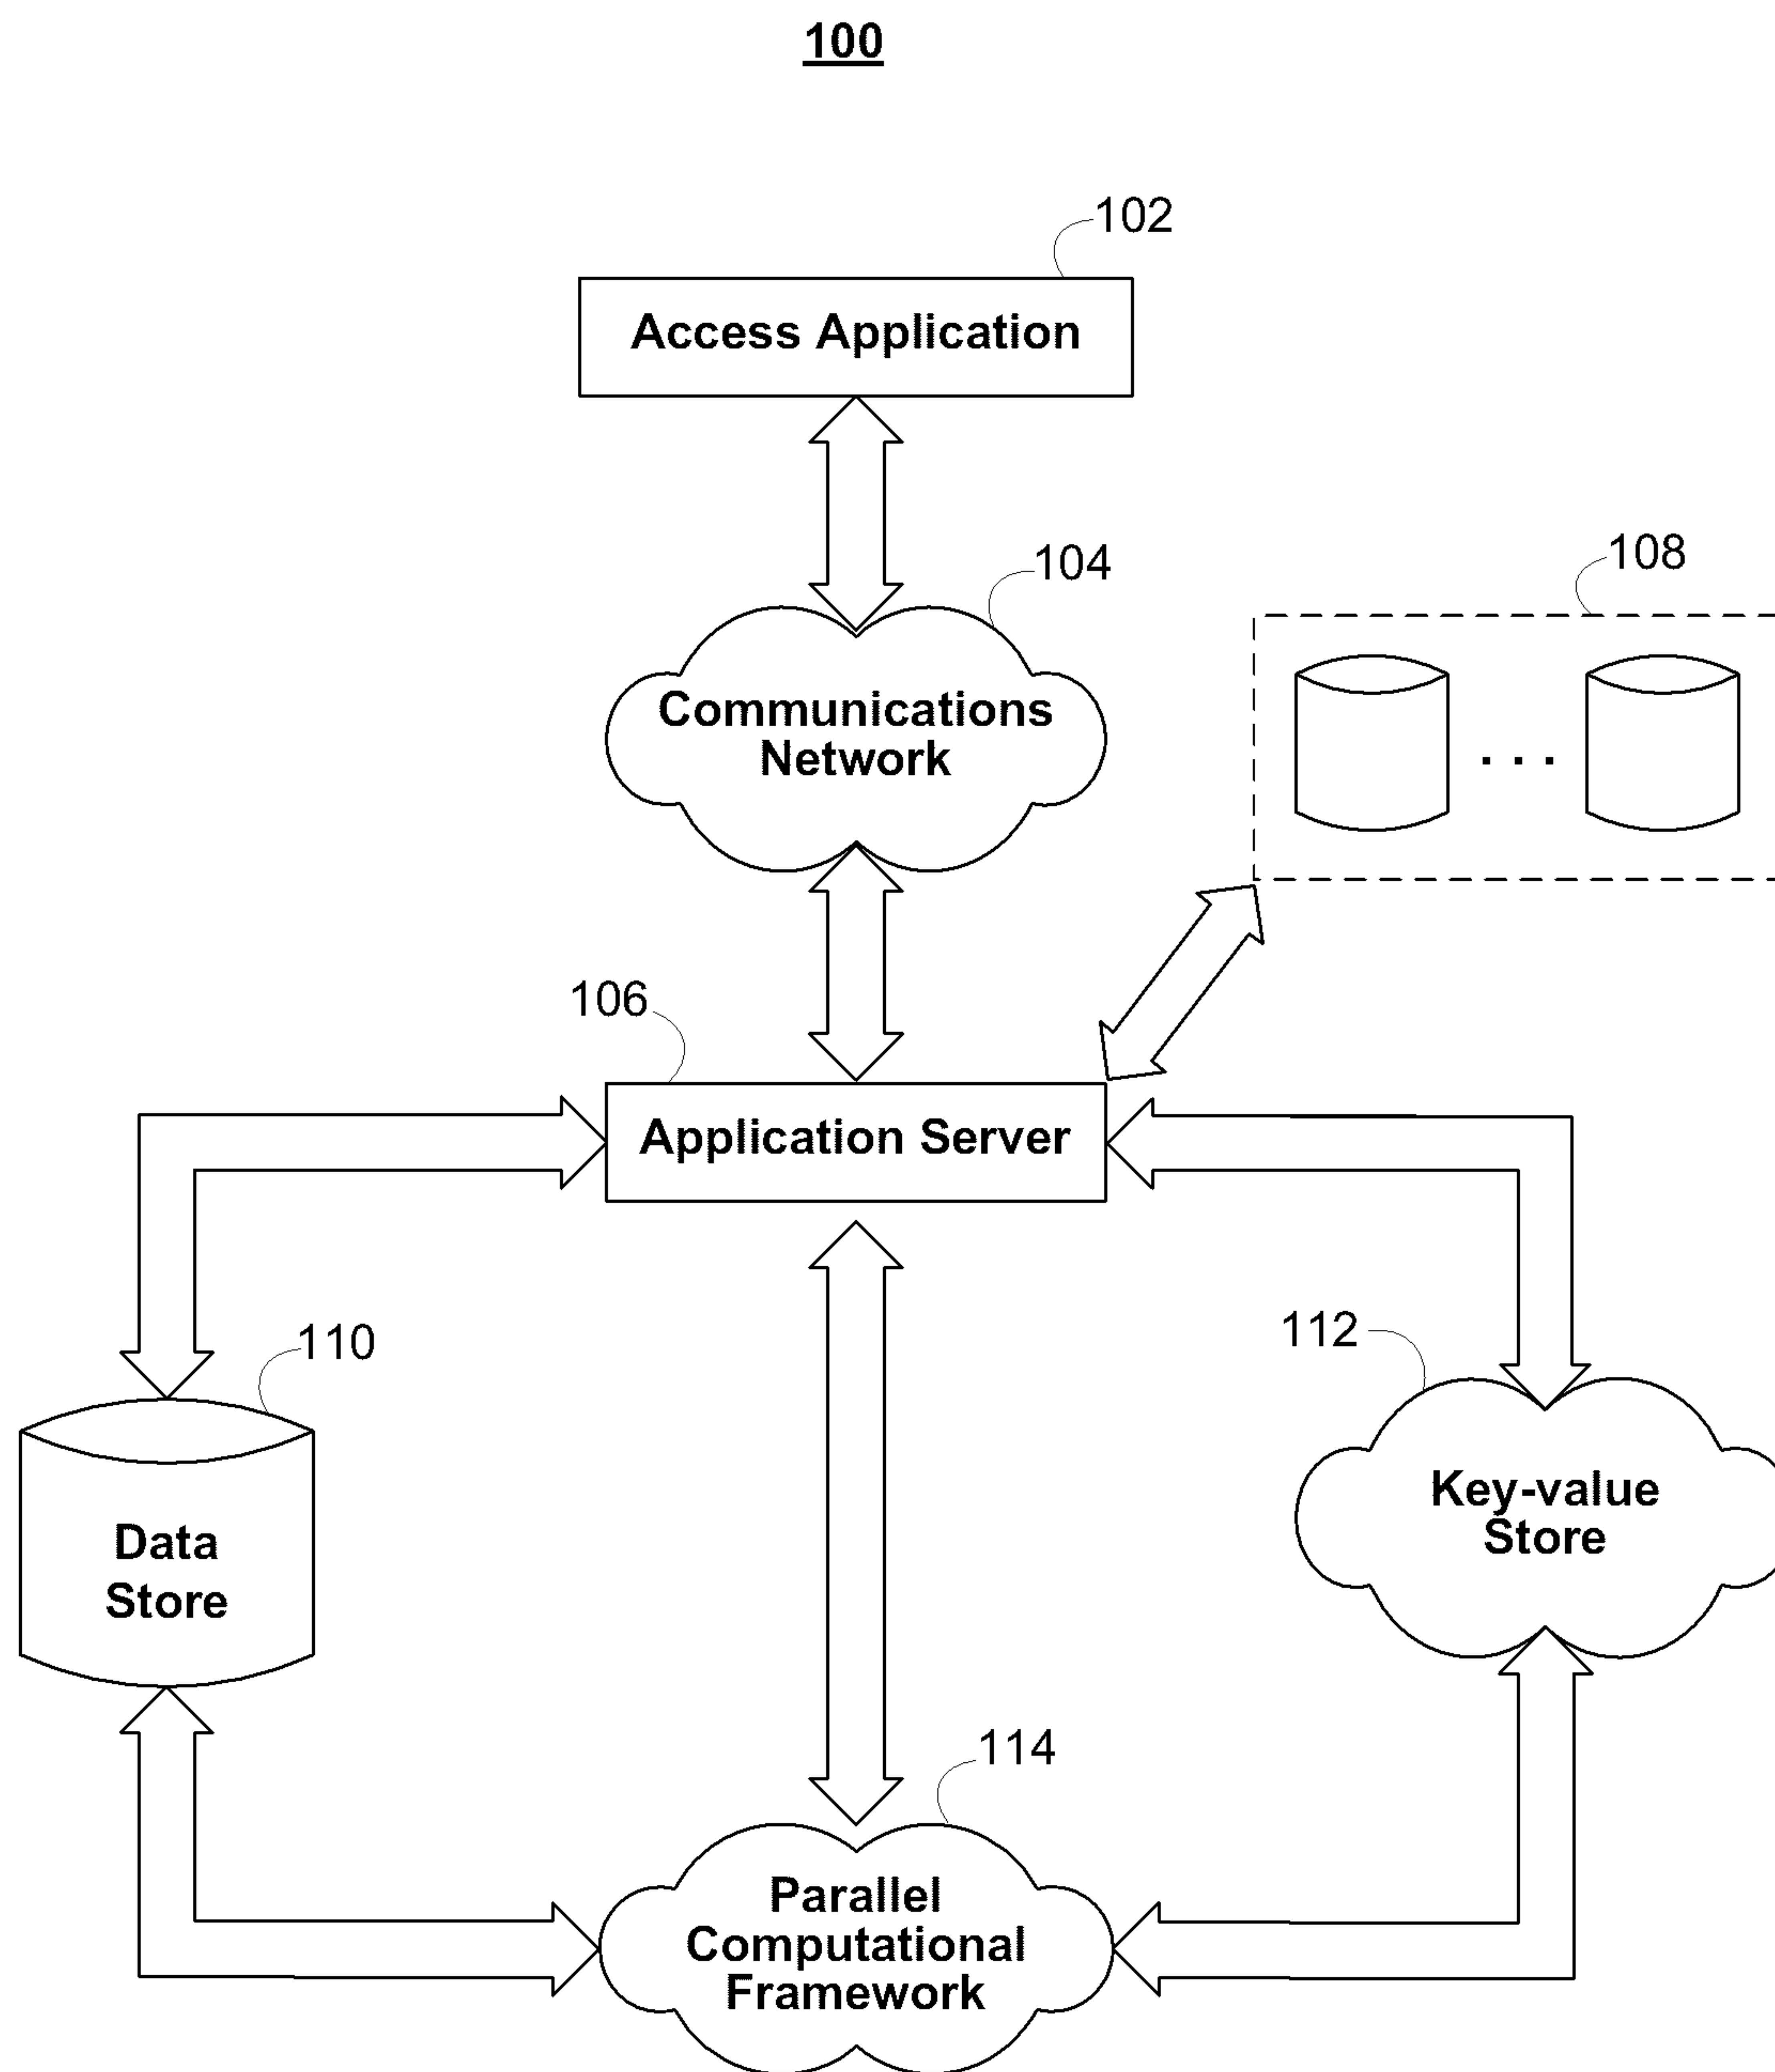 100
102
Access Application
104
108
Communications
Network
. . .
106
Application Server
110
112
Data
Store
Key-value
Store
114
Parallel
Computational
Framework